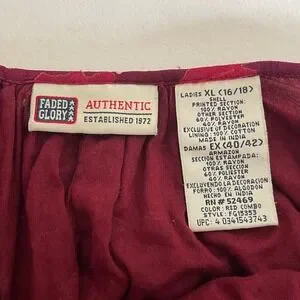 FADED
GLORY
AUTHENTIC
ESTABLISHED 1972
LADIES XL (16/18)
SHELL
PRINTED SECTION:
100% RAYON
OTHER SECTION:
60% POLYESTER
40% RAYON
EXCLUSIVE OF DECORATION
LINING: 100% COTTON
MADE IN INDIA
DAMAS EX (40/42)
ARMAZON
SECCION ESTAMPADA:
100% RAYON
OTRAS SECCION
60% POLIESTER
40% RAYON
EXCLUYENDO LA DECORACION
FORRO: 100% ALGODON
HECHO EN INDIA
RN # 52469
COLOR: RED COMBO
STYLE: FG15353
UPC: 4 0341543743